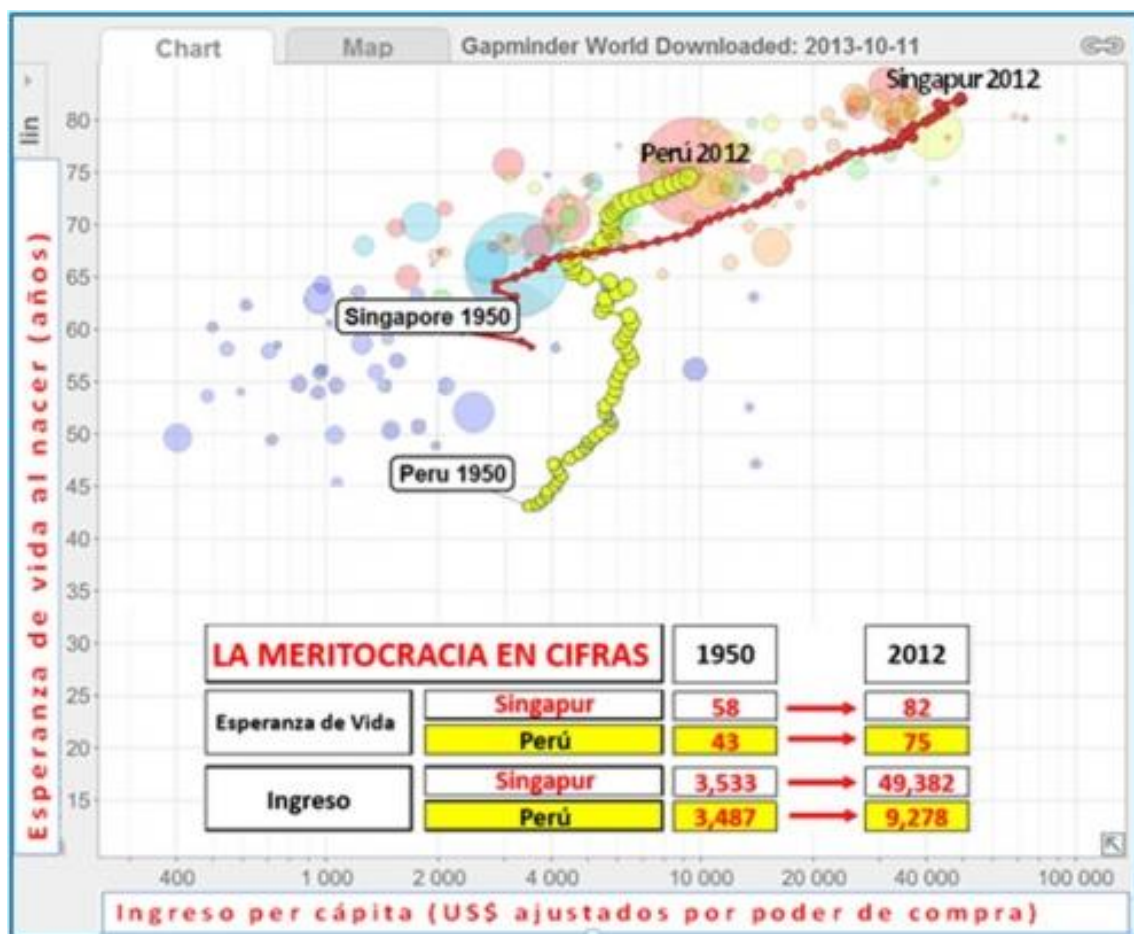 Chart Map Gapminder World Downloaded: 2013-10-11
lin
Esperanza de vida al nacer (años)
80
75
70
65
60
55
50
45
40
35
30
25
20
15
Singapur 2012
Perú 2012
Singapore 1950
Peru 1950
LA MERITOCRACIA EN CIFRAS 1950 2012
Esperanza de Vida
Singapur 58 82
Perú 43 75
Ingreso
Singapur 3,533 49,382
Perú 3,487 9,278
400 1 000 2 000 4 000 10 000 20 000 40 000 100 000
Ingreso per cápita (US$ ajustados por poder de compra)